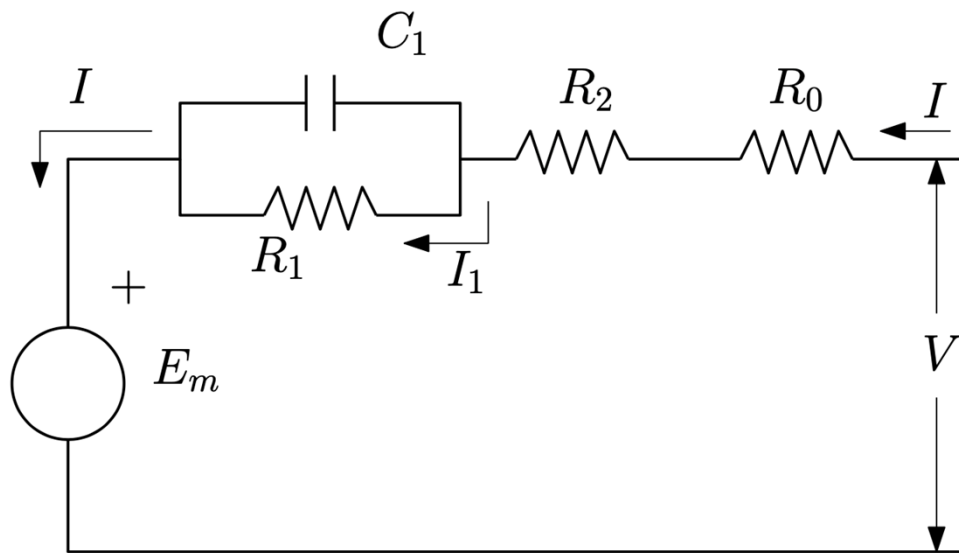 C₁
I
R₂
R₀
I
R₁
I₁
+
Eₘ
V